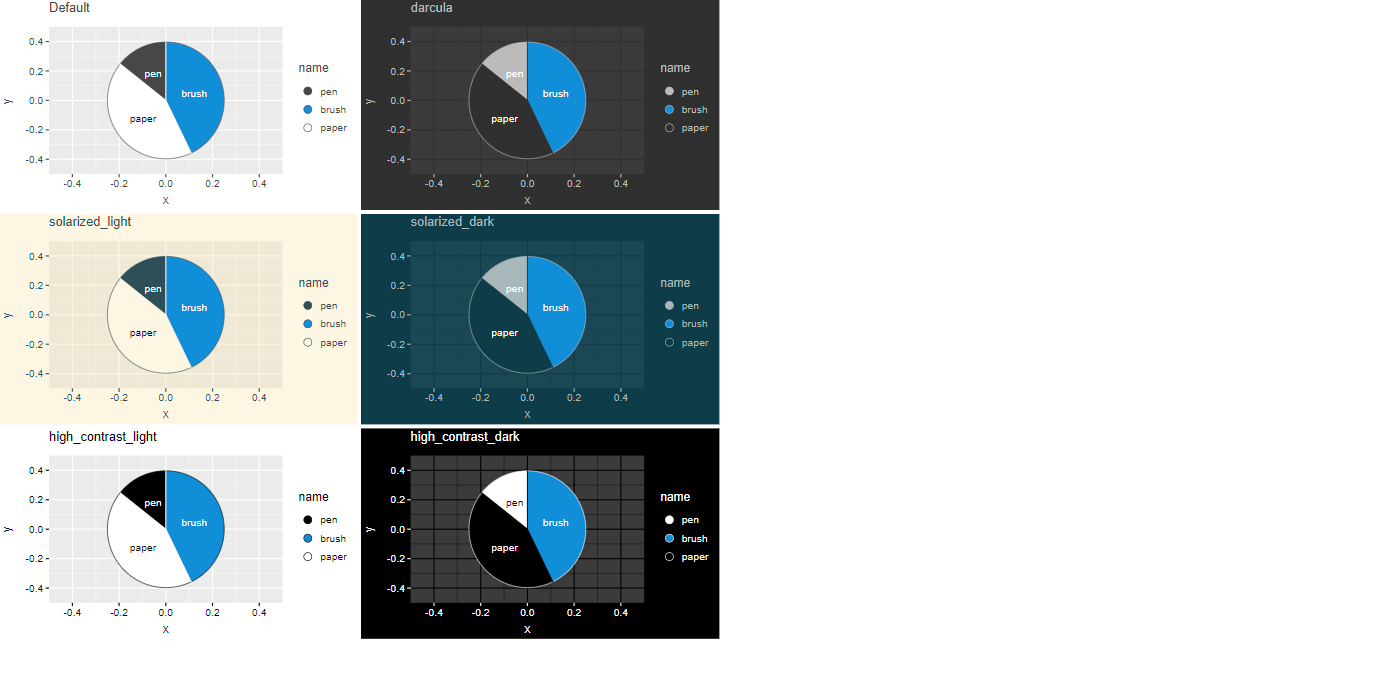 Default
0.4
0.2
0.0
-0.2
-0.4
y
pen
brush
paper
-0.4 -0.2 0.0 0.2 0.4
x
name
pen
brush
paper
darcula
0.4
0.2
0.0
-0.2
-0.4
y
pen
brush
paper
-0.4 -0.2 0.0 0.2 0.4
x
name
pen
brush
paper
solarized_light
0.4
0.2
0.0
-0.2
-0.4
y
pen
brush
paper
-0.4 -0.2 0.0 0.2 0.4
x
name
pen
brush
paper
solarized_dark
0.4
0.2
0.0
-0.2
-0.4
y
pen
brush
paper
-0.4 -0.2 0.0 0.2 0.4
x
name
pen
brush
paper
high_contrast_light
0.4
0.2
0.0
-0.2
-0.4
y
pen
brush
paper
-0.4 -0.2 0.0 0.2 0.4
x
name
pen
brush
paper
high_contrast_dark
0.4
0.2
0.0
-0.2
-0.4
y
pen
brush
paper
-0.4 -0.2 0.0 0.2 0.4
x
name
pen
brush
paper